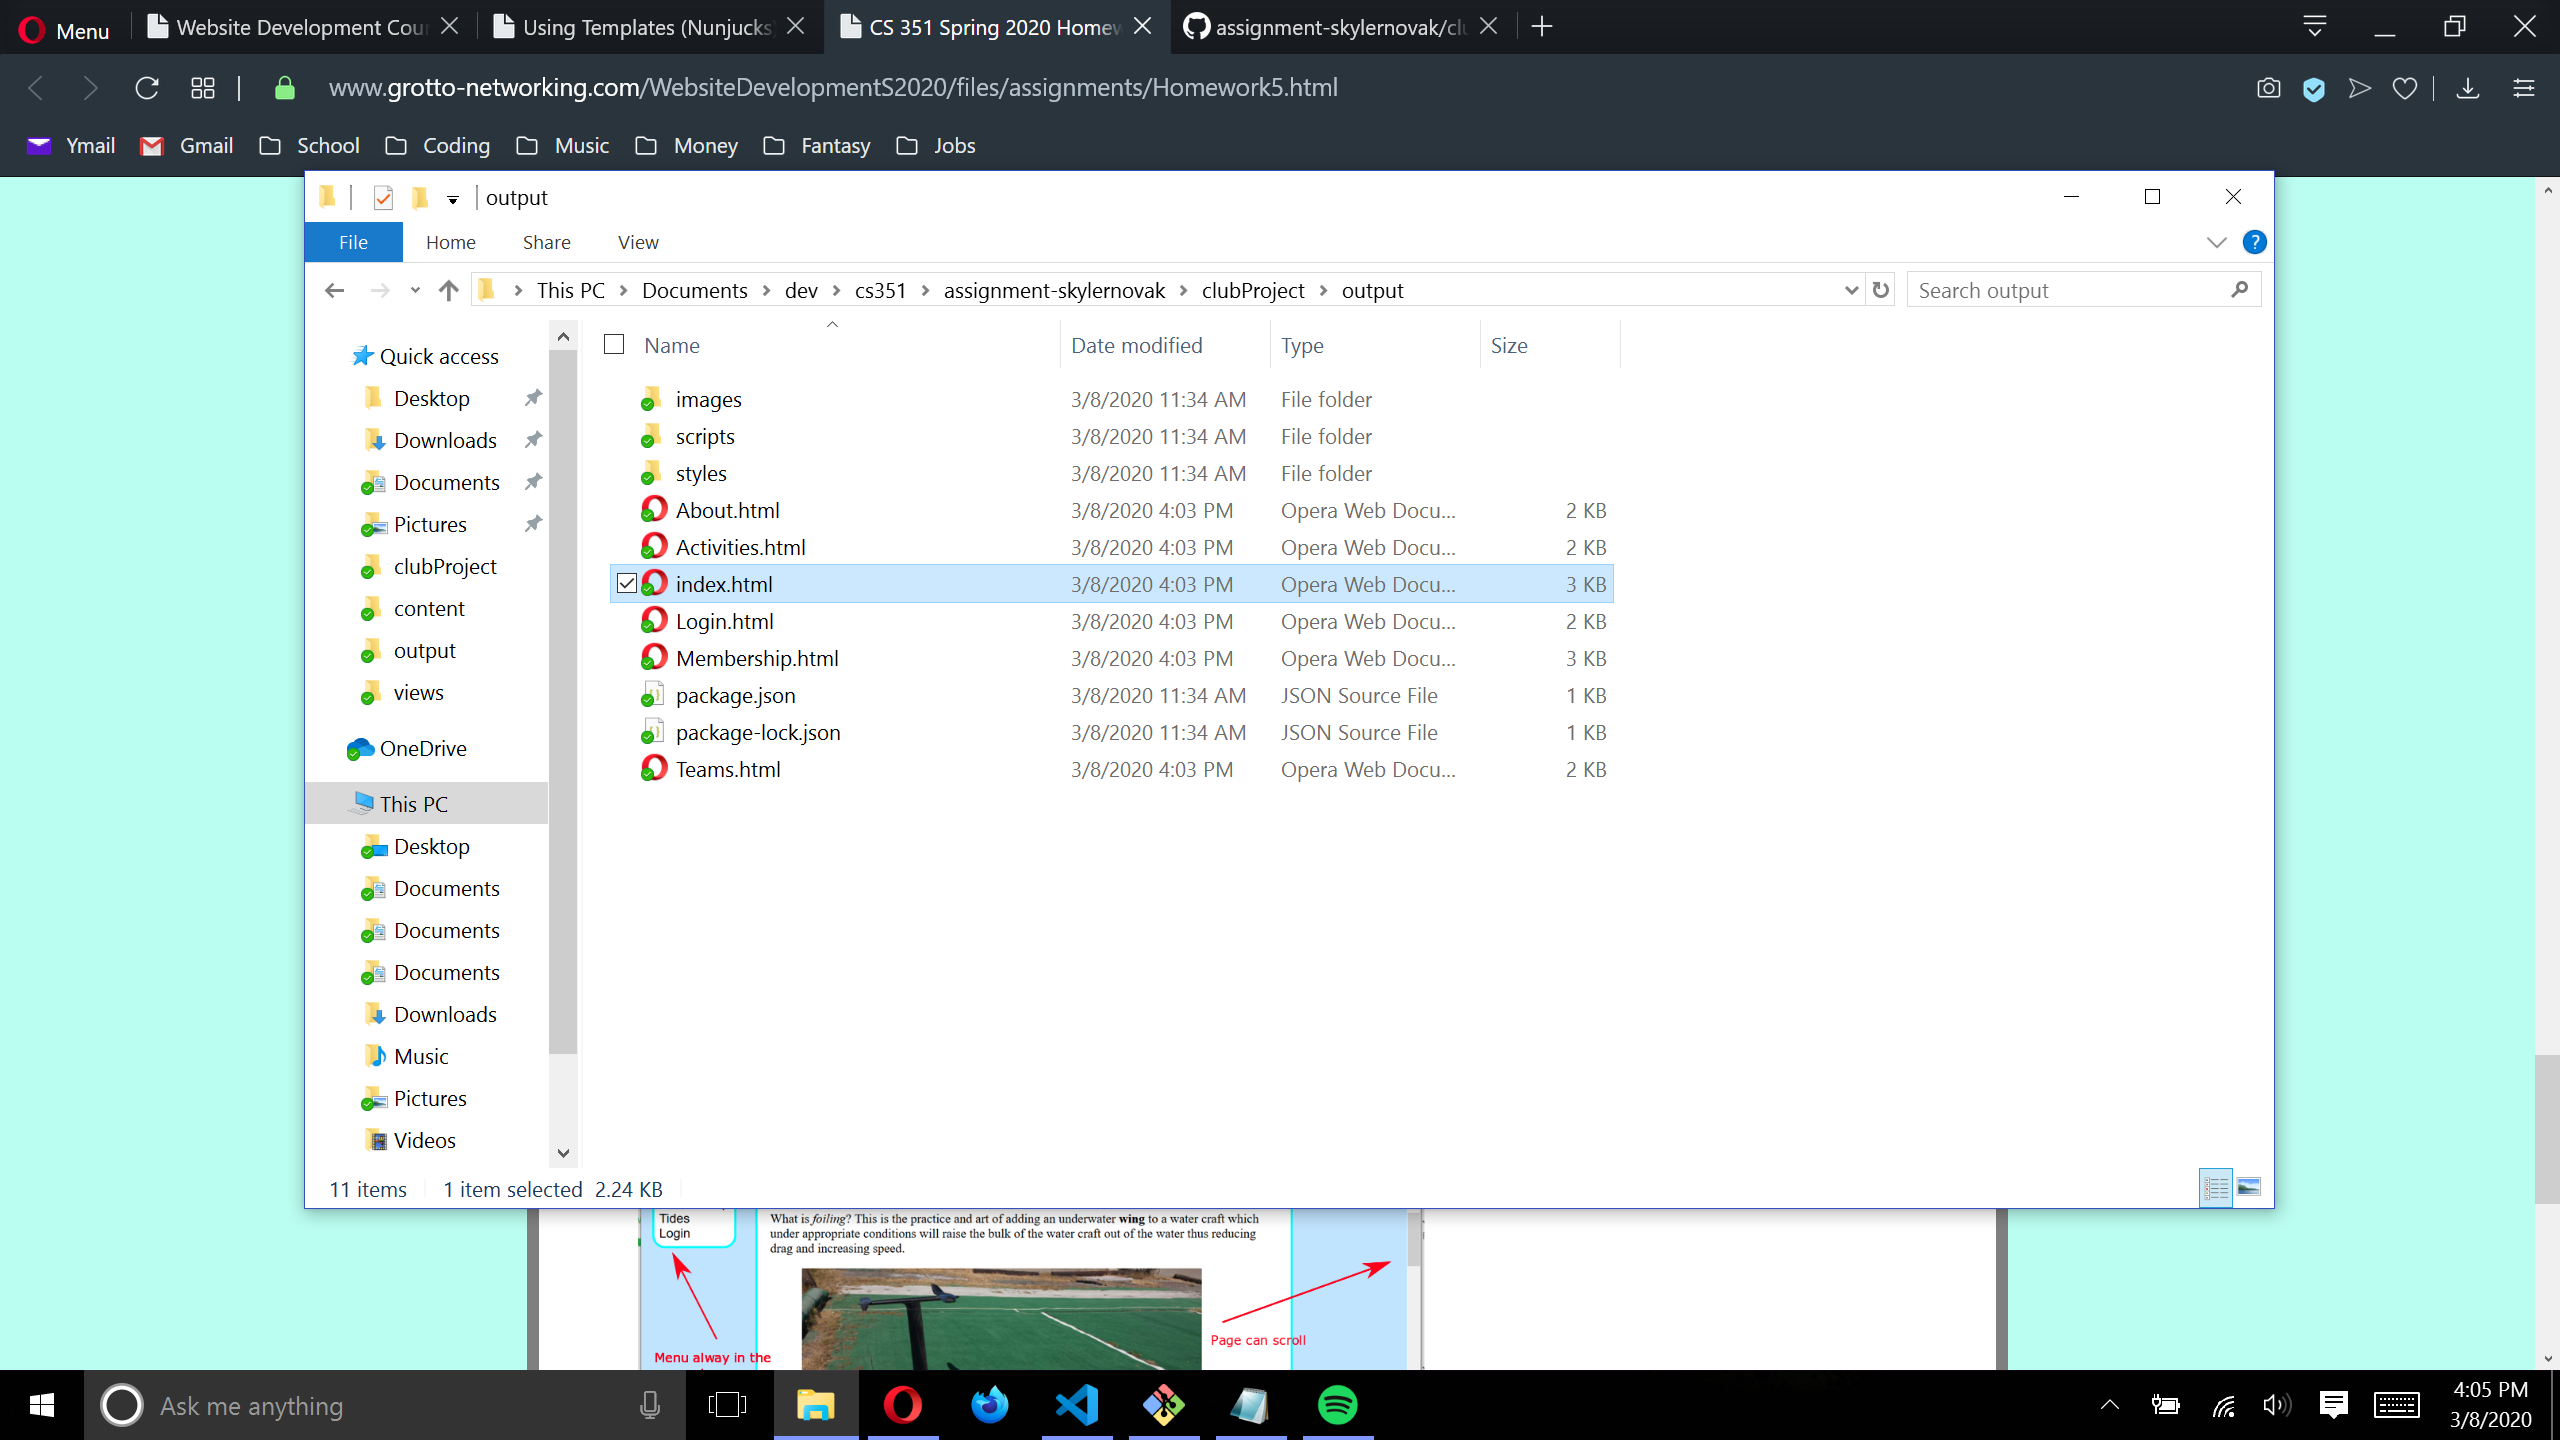 Menu
Website Development Cour
Using Templates (Nunjucks)
CS 351 Spring 2020 Homew
assignment-skylernovak/clu
www.grotto-networking.com/WebsiteDevelopmentS2020/files/assignments/Homework5.html
Ymail
Gmail
School
Coding
Music
Money
Fantasy
Jobs
output
File
Home
Share
View
This PC
Documents
dev
cs351
assignment-skylernovak
clubProject
output
Search output
Quick access
Desktop
Downloads
Documents
Pictures
clubProject
content
output
views
OneDrive
This PC
Desktop
Documents
Documents
Documents
Downloads
Music
Pictures
Videos
Name Date modified Type Size
images 3/8/2020 11:34 AM File folder
scripts 3/8/2020 11:34 AM File folder
styles 3/8/2020 11:34 AM File folder
About.html 3/8/2020 4:03 PM Opera Web Docu... 2 KB
Activities.html 3/8/2020 4:03 PM Opera Web Docu... 2 KB
index.html 3/8/2020 4:03 PM Opera Web Docu... 3 KB
Login.html 3/8/2020 4:03 PM Opera Web Docu... 2 KB
Membership.html 3/8/2020 4:03 PM Opera Web Docu... 3 KB
package.json 3/8/2020 11:34 AM JSON Source File 1 KB
package-lock.json 3/8/2020 11:34 AM JSON Source File 1 KB
Teams.html 3/8/2020 4:03 PM Opera Web Docu... 2 KB
11 items 1 item selected 2.24 KB
Tides
Login
What is foiling? This is the practice and art of adding an underwater wing to a water craft which
under appropriate conditions will raise the bulk of the water craft out of the water thus reducing
drag and increasing speed.
Page can scroll
Menu alway in the
Ask me anything
4:05 PM
3/8/2020